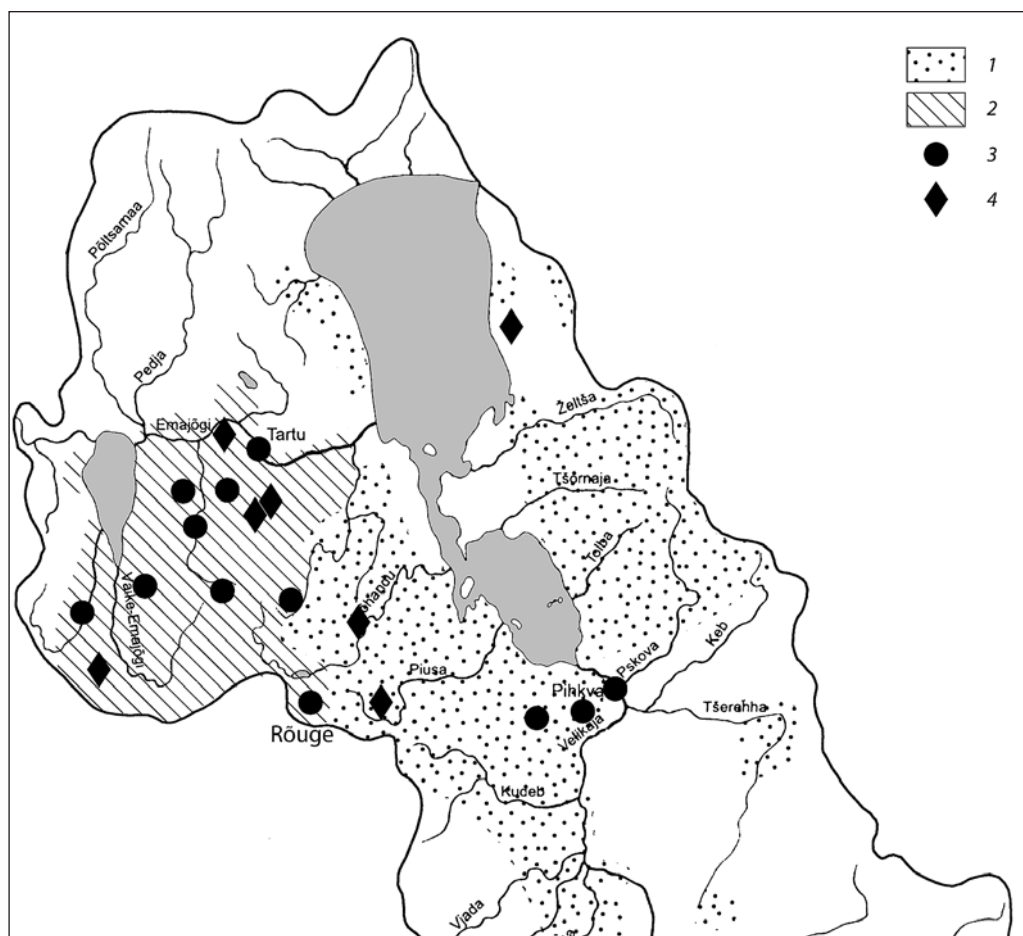 1
2
3
4
Põltsamaa
Pedja
Emajõgi
Tartu
Želtša
Tšornaja
Tolba
Väike-Emajõgi
Võhandu
Piusa
Keb
Pskova
Pihkva
Velikaja
Tšerehha
Rõuge
Kudeb
Vjada